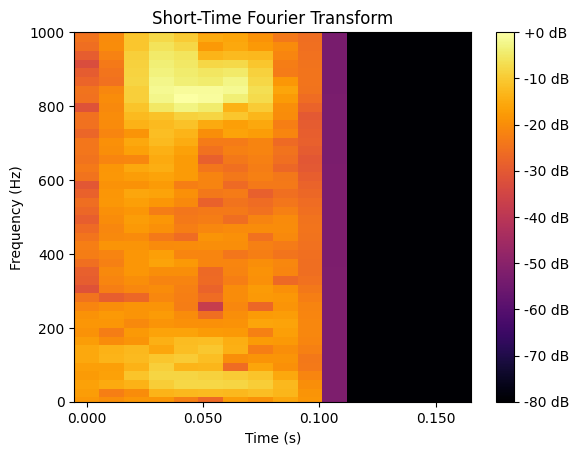 Short-Time Fourier Transform
1000
800
600
400
200
0
Frequency (Hz)
0.000
0.050
0.100
0.150
Time (s)
+0 dB
-10 dB
-20 dB
-30 dB
-40 dB
-50 dB
-60 dB
-70 dB
-80 dB